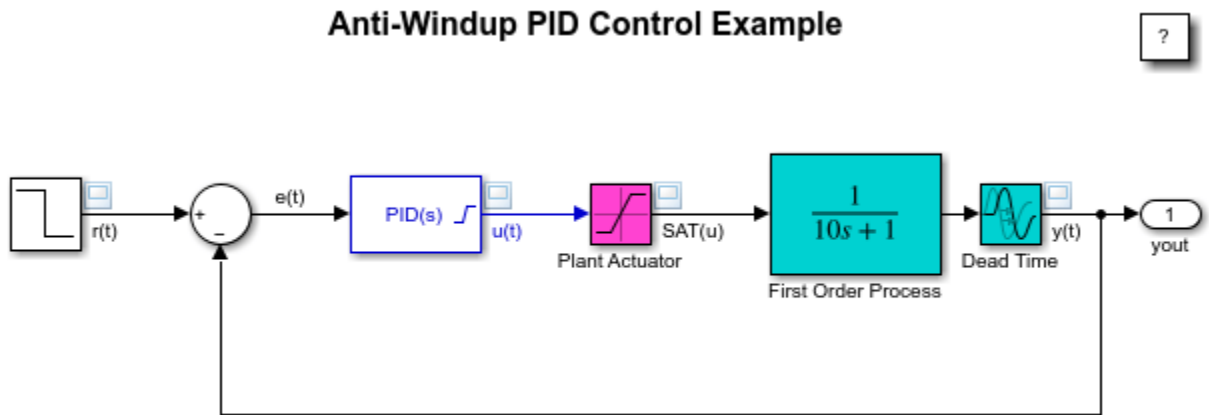 Anti-Windup PID Control Example
?
r(t)
+
−
e(t)
PID(s)
u(t)
Plant Actuator
SAT(u)
1
10s + 1
First Order Process
Dead Time
y(t)
1
yout